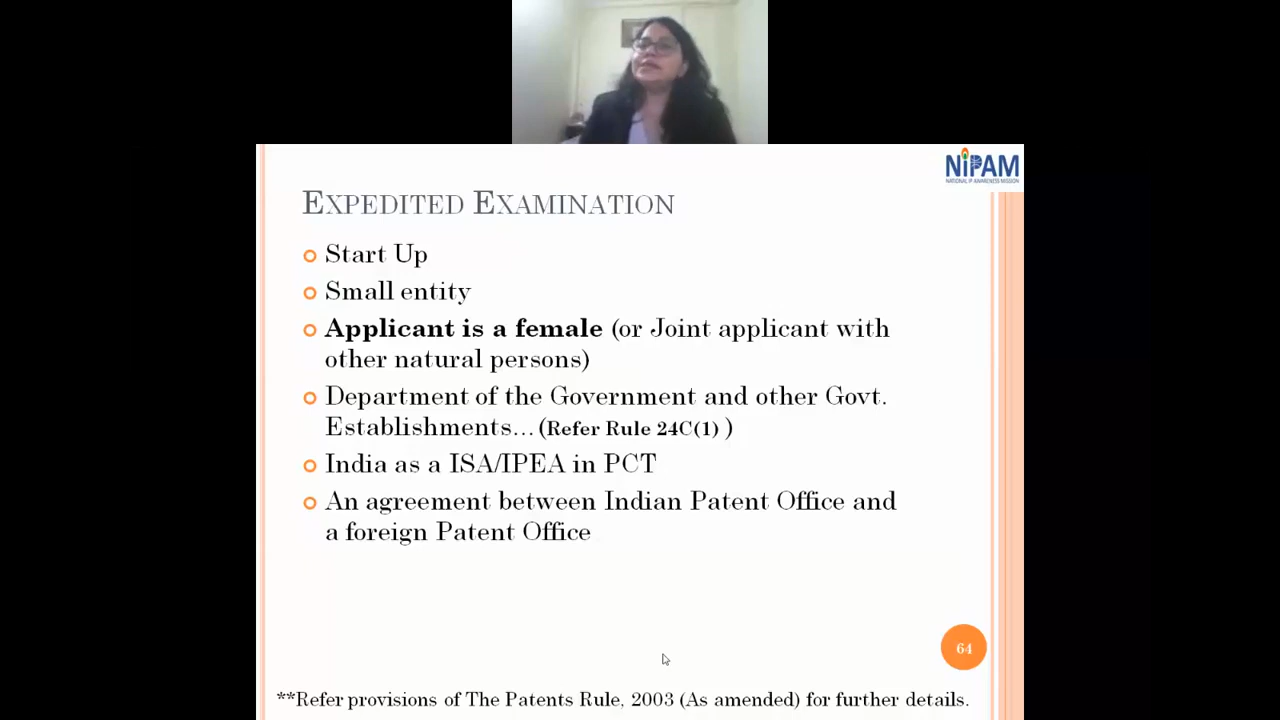 NiPAM
NATIONAL IP AWARENESS MISSION
EXPEDITED EXAMINATION
Start Up
Small entity
Applicant is a female (or Joint applicant with
other natural persons)
Department of the Government and other Govt.
Establishments... (Refer Rule 24C(1) )
India as a ISA/IPEA in PCT
An agreement between Indian Patent Office and
a foreign Patent Office
64
**Refer provisions of The Patents Rule, 2003 (As amended) for further details.